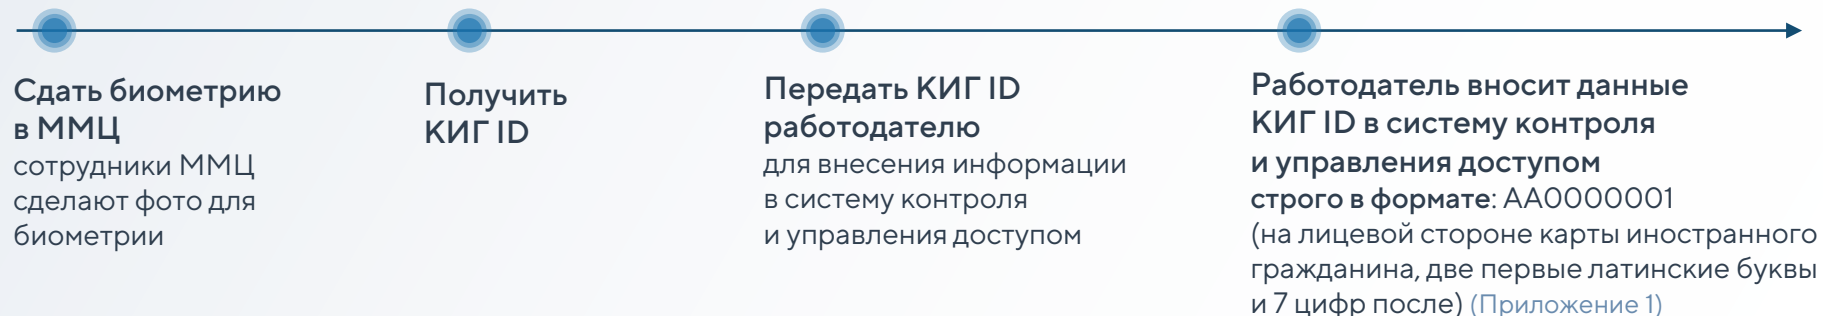 Сдать биометрию
в ММЦ
сотрудники ММЦ
сделают фото для
биометрии
Получить
КИГ ID
Передать КИГ ID
работодателю
для внесения информации
в систему контроля
и управления доступом
Работодатель вносит данные
КИГ ID в систему контроля
и управления доступом
строго в формате: АА0000001
(на лицевой стороне карты иностранного
гражданина, две первые латинские буквы
и 7 цифр после) (Приложение 1)